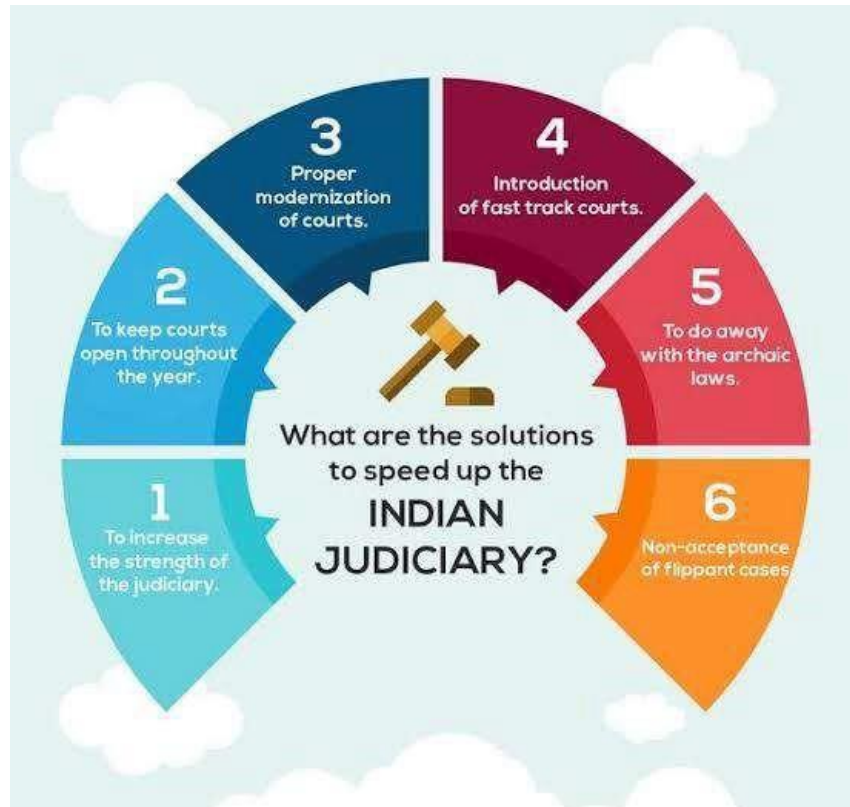 What are the solutions
to speed up the
INDIAN
JUDICIARY?
1
To increase
the strength of
the judiciary.
2
To keep courts
open throughout
the year.
3
Proper
modernization
of courts.
4
Introduction
of fast track courts.
5
To do away
with the archaic
laws.
6
Non-acceptance
of flippant cases